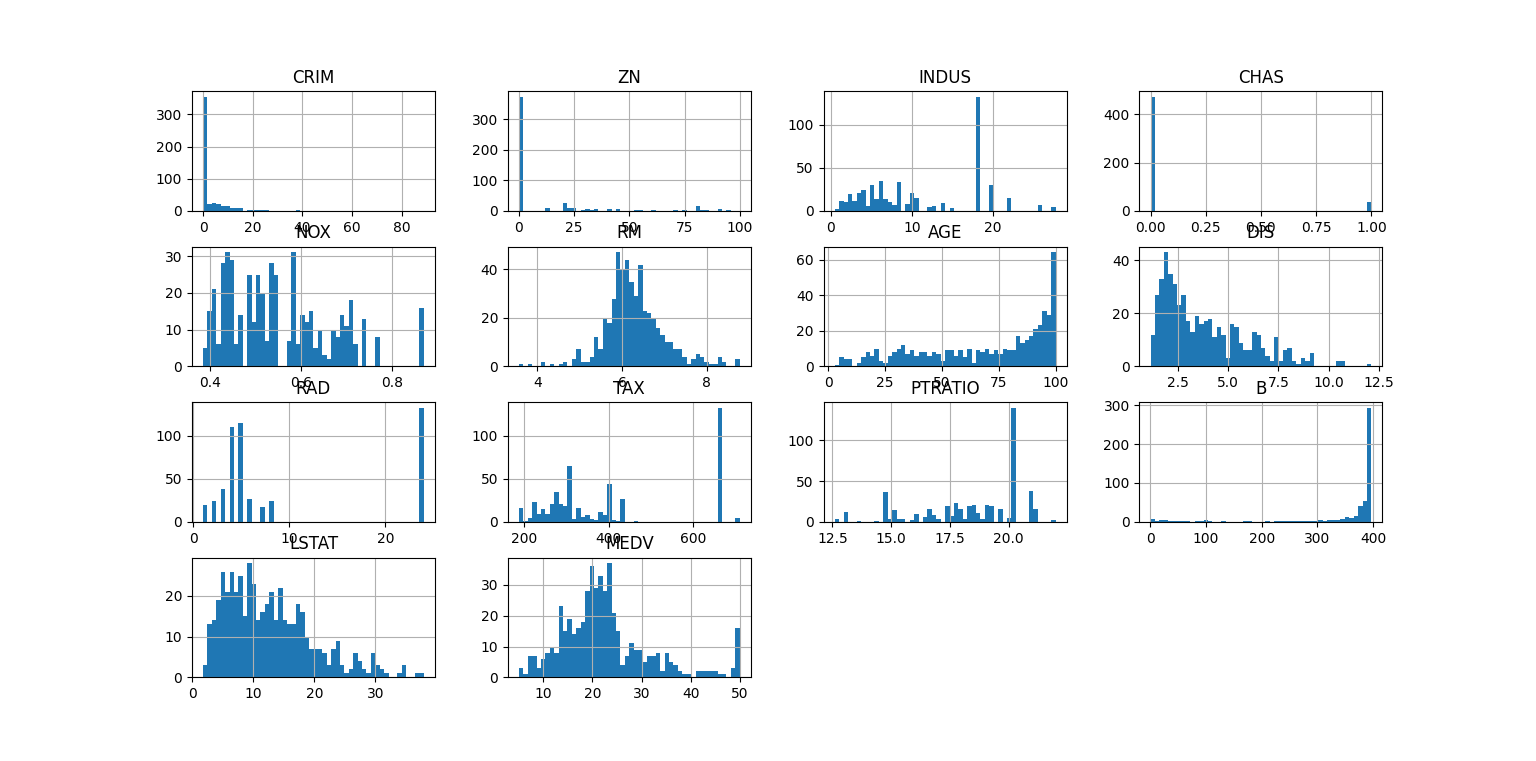 CRIM
300
200
100
0
0 20 40 60 80
ZN
300
200
100
0
0 25 50 75 100
INDUS
100
50
0
0 10 20
CHAS
400
200
0
0.00 0.25 0.50 0.75 1.00
NOX
30
20
10
0
0.4 0.6 0.8
RM
40
20
0
4 6 8
AGE
60
40
20
0
0 25 50 75 100
DIS
40
20
0
2.5 5.0 7.5 10.0 12.5
RAD
100
50
0
0 10 20
TAX
100
50
0
200 400 600
PTRATIO
100
50
0
12.5 15.0 17.5 20.0
B
300
200
100
0
0 100 200 300 400
LSTAT
20
10
0
0 10 20 30
MEDV
30
20
10
0
10 20 30 40 50